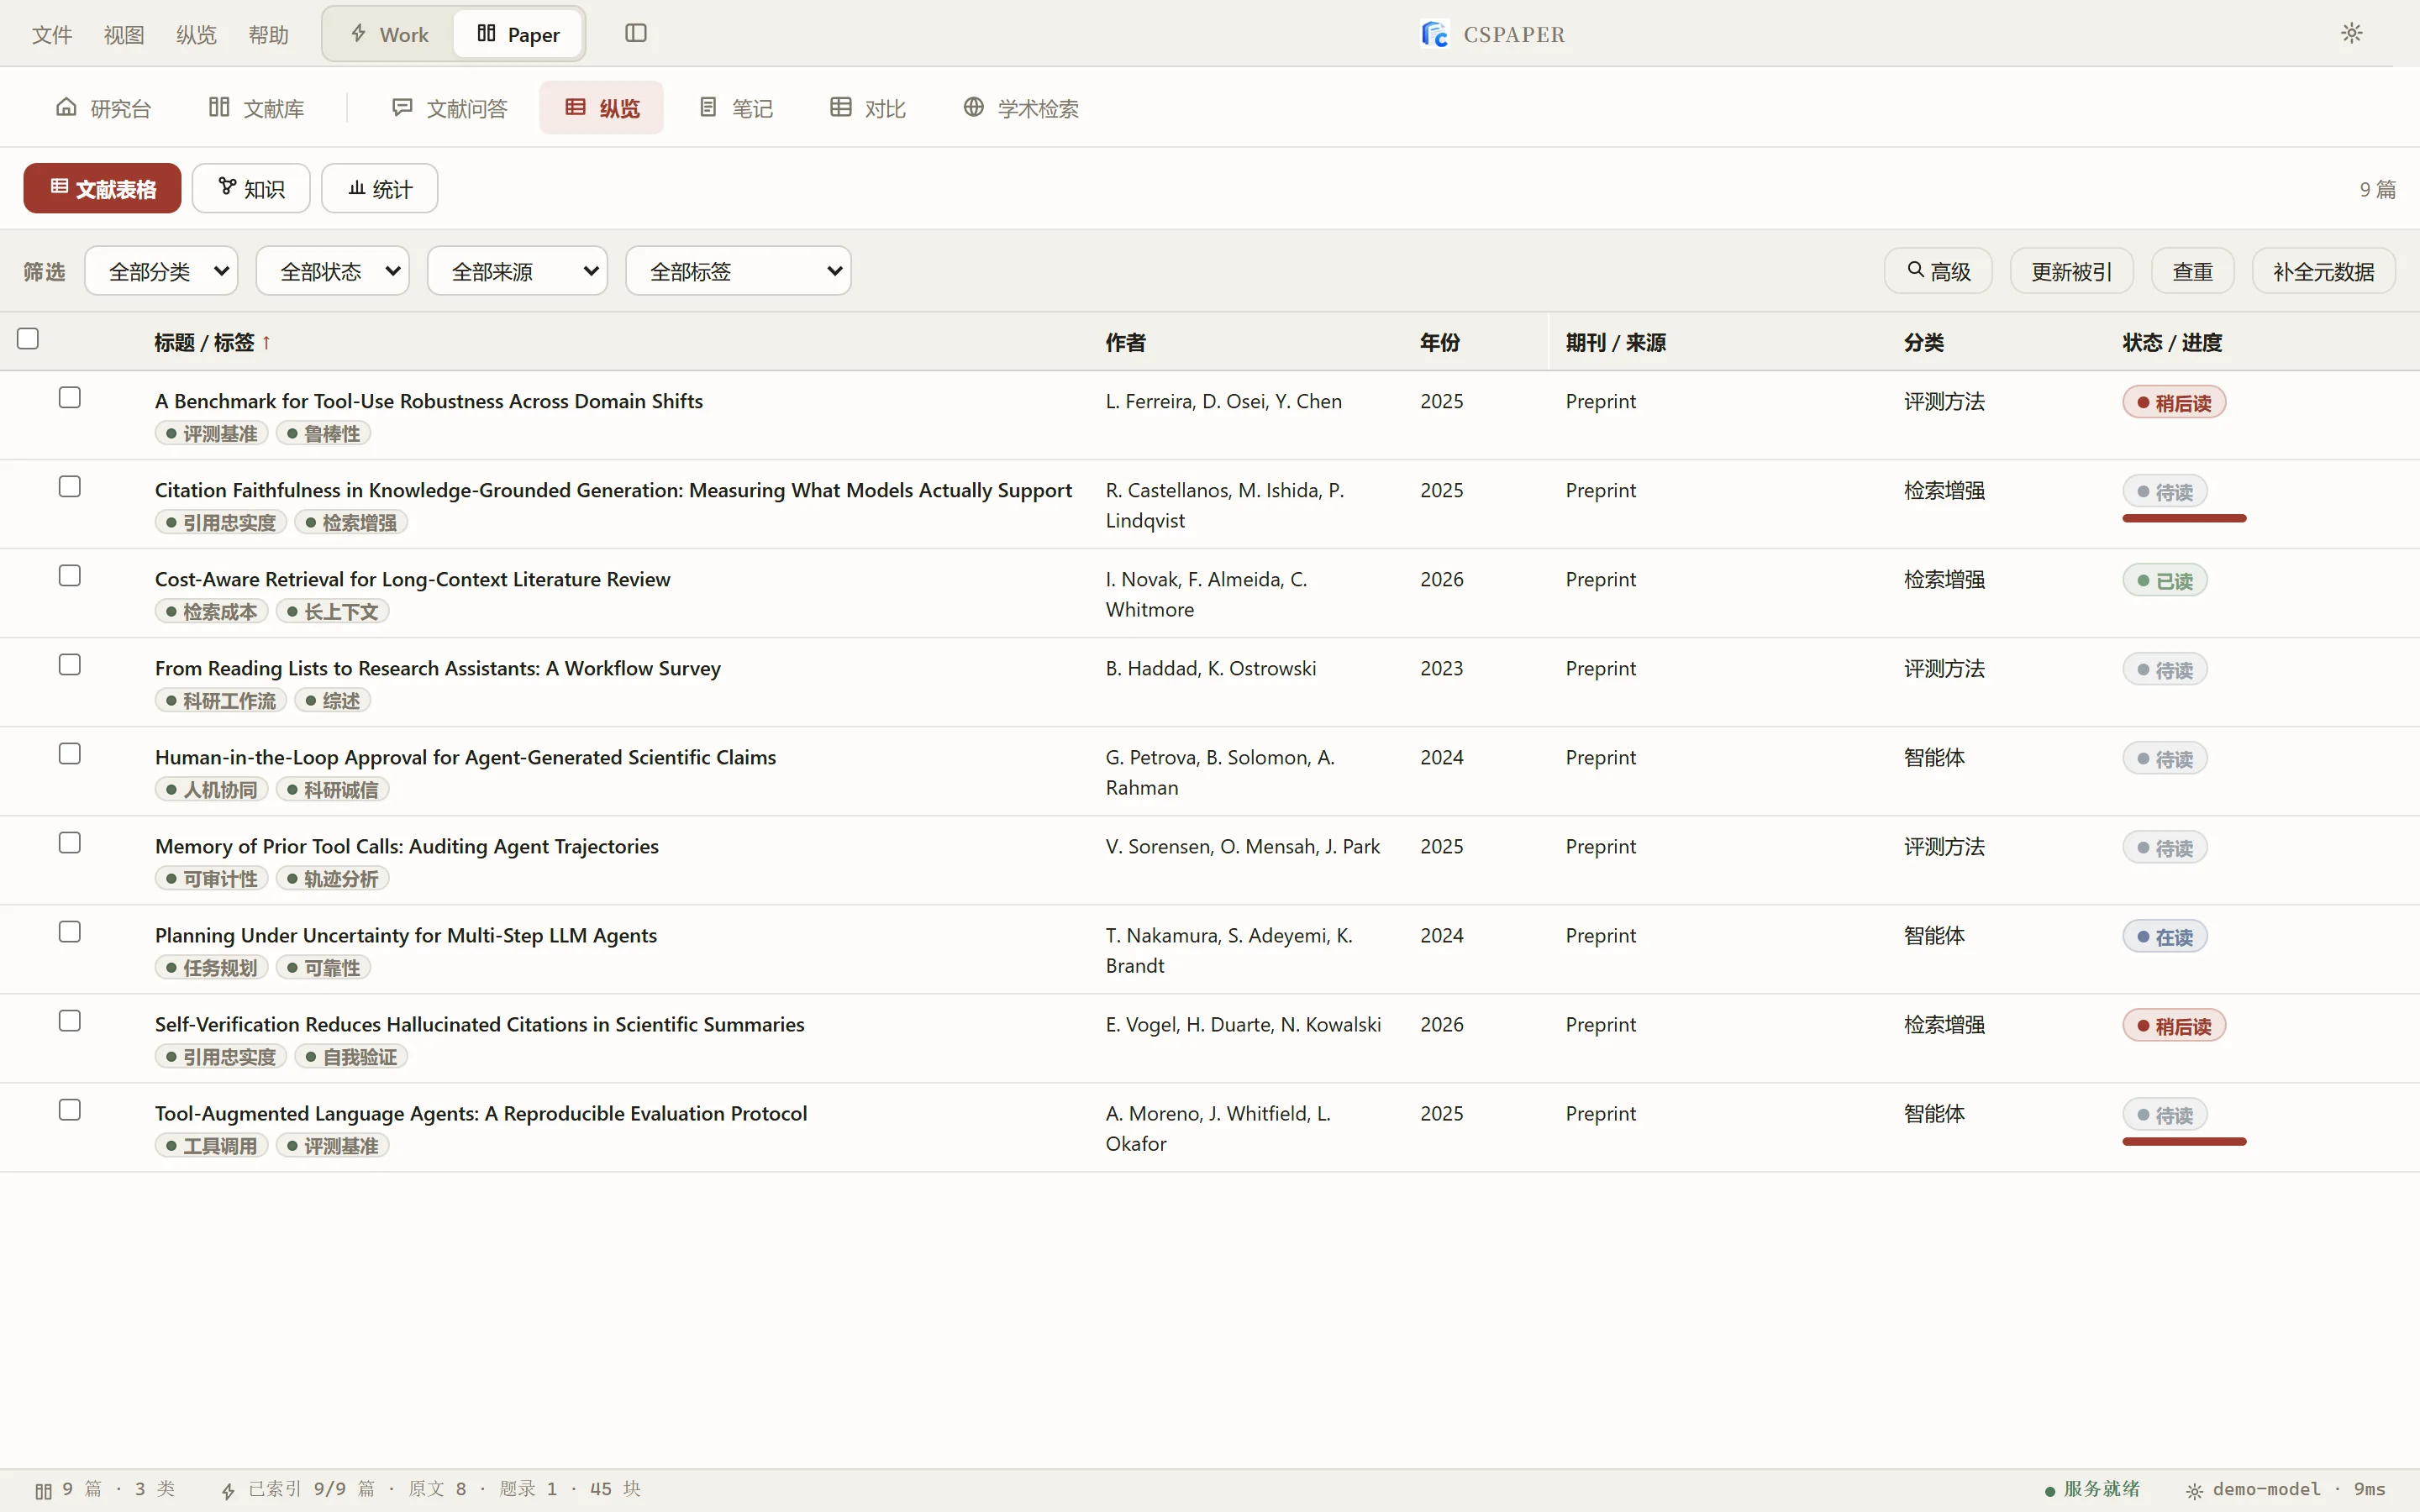 文件 视图 纵览 帮助 Work Paper CSPAPER
研究台 文献库 文献问答 纵览 笔记 对比 学术检索
文献表格 知识 统计 9 篇
筛选 全部分类 全部状态 全部来源 全部标签 高级 更新被引 查重 补全元数据
标题 / 标签 ↑ 作者 年份 期刊 / 来源 分类 状态 / 进度
A Benchmark for Tool-Use Robustness Across Domain Shifts L. Ferreira, D. Osei, Y. Chen 2025 Preprint 评测方法 稍后读
评测基准 鲁棒性
Citation Faithfulness in Knowledge-Grounded Generation: Measuring What Models Actually Support R. Castellanos, M. Ishida, P. 2025 Preprint 检索增强 待读
引用忠实度 检索增强 Lindqvist
Cost-Aware Retrieval for Long-Context Literature Review I. Novak, F. Almeida, C. 2026 Preprint 检索增强 已读
检索成本 长上下文 Whitmore
From Reading Lists to Research Assistants: A Workflow Survey B. Haddad, K. Ostrowski 2023 Preprint 评测方法 待读
科研工作流 综述
Human-in-the-Loop Approval for Agent-Generated Scientific Claims G. Petrova, B. Solomon, A. 2024 Preprint 智能体 待读
人机协同 科研诚信 Rahman
Memory of Prior Tool Calls: Auditing Agent Trajectories V. Sorensen, O. Mensah, J. Park 2025 Preprint 评测方法 待读
可审计性 轨迹分析
Planning Under Uncertainty for Multi-Step LLM Agents T. Nakamura, S. Adeyemi, K. 2024 Preprint 智能体 在读
任务规划 可靠性 Brandt
Self-Verification Reduces Hallucinated Citations in Scientific Summaries E. Vogel, H. Duarte, N. Kowalski 2026 Preprint 检索增强 稍后读
引用忠实度 自我验证
Tool-Augmented Language Agents: A Reproducible Evaluation Protocol A. Moreno, J. Whitfield, L. 2025 Preprint 智能体 待读
工具调用 评测基准 Okafor
9 篇 · 3 类 已索引 9/9 篇 · 原文 8 · 题录 1 · 45 块 服务就绪 demo-model · 9ms